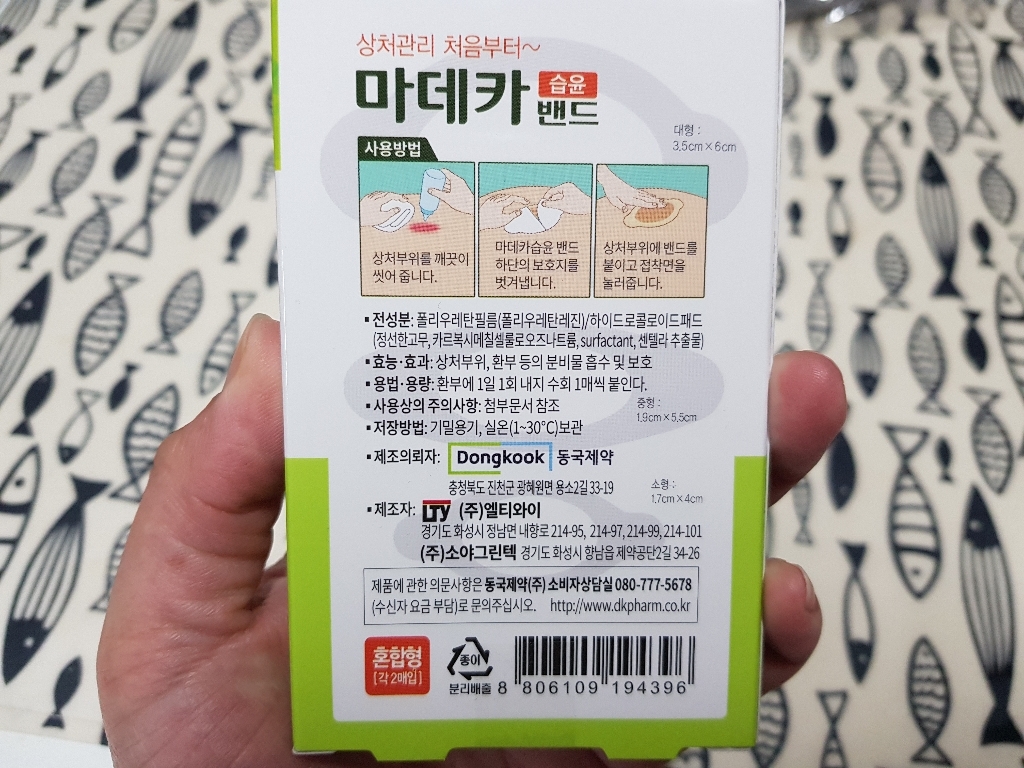 상처관리 처음부터~
마데카 습윤 밴드
대형 :
3.5cm×6cm
사용방법
상처부위를 깨끗이
씻어 줍니다.
마데카습윤 밴드
하단의 보호지를
벗겨냅니다.
상처부위에 밴드를
붙이고 접착면을
눌러줍니다.
▪전성분: 폴리우레탄필름(폴리우레탄레진)/하이드로콜로이드패드
(정선한고무, 카르복시메칠셀룰로오즈나트륨, surfactant, 센텔라 추출물)
▪효능·효과: 상처부위, 환부 등의 분비물 흡수 및 보호
▪용법·용량: 환부에 1일 1회 내지 수회 1매씩 붙인다.
▪사용상의 주의사항: 첨부문서 참조
중형 :
1.9cm×5.5cm
▪저장방법: 기밀용기, 실온(1~30°C)보관
▪제조의뢰자: Dongkook 동국제약
충청북도 진천군 광혜원면 용소2길 33-19
소형 :
1.7cm×4cm
▪제조자: LTY (주)엘티와이
경기도 화성시 정남면 내향로 214-95, 214-97, 214-99, 214-101
(주)소야그린텍 경기도 화성시 향남읍 제약공단2길 34-26
제품에 관한 의문사항은 동국제약(주) 소비자상담실 080-777-5678
(수신자 요금 부담)로 문의주십시오. http://www.dkpharm.co.kr
혼합형
[각 2매입]
종이
분리배출
8 806109 194396